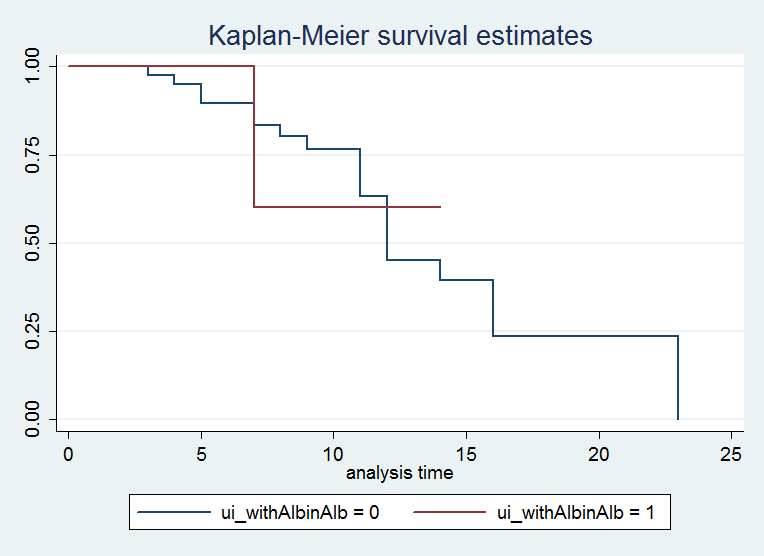 Kaplan-Meier survival estimates
1.00
0.75
0.50
0.25
0.00
0 5 10 15 20 25
analysis time
ui_withAlbinAlb = 0 ui_withAlbinAlb = 1